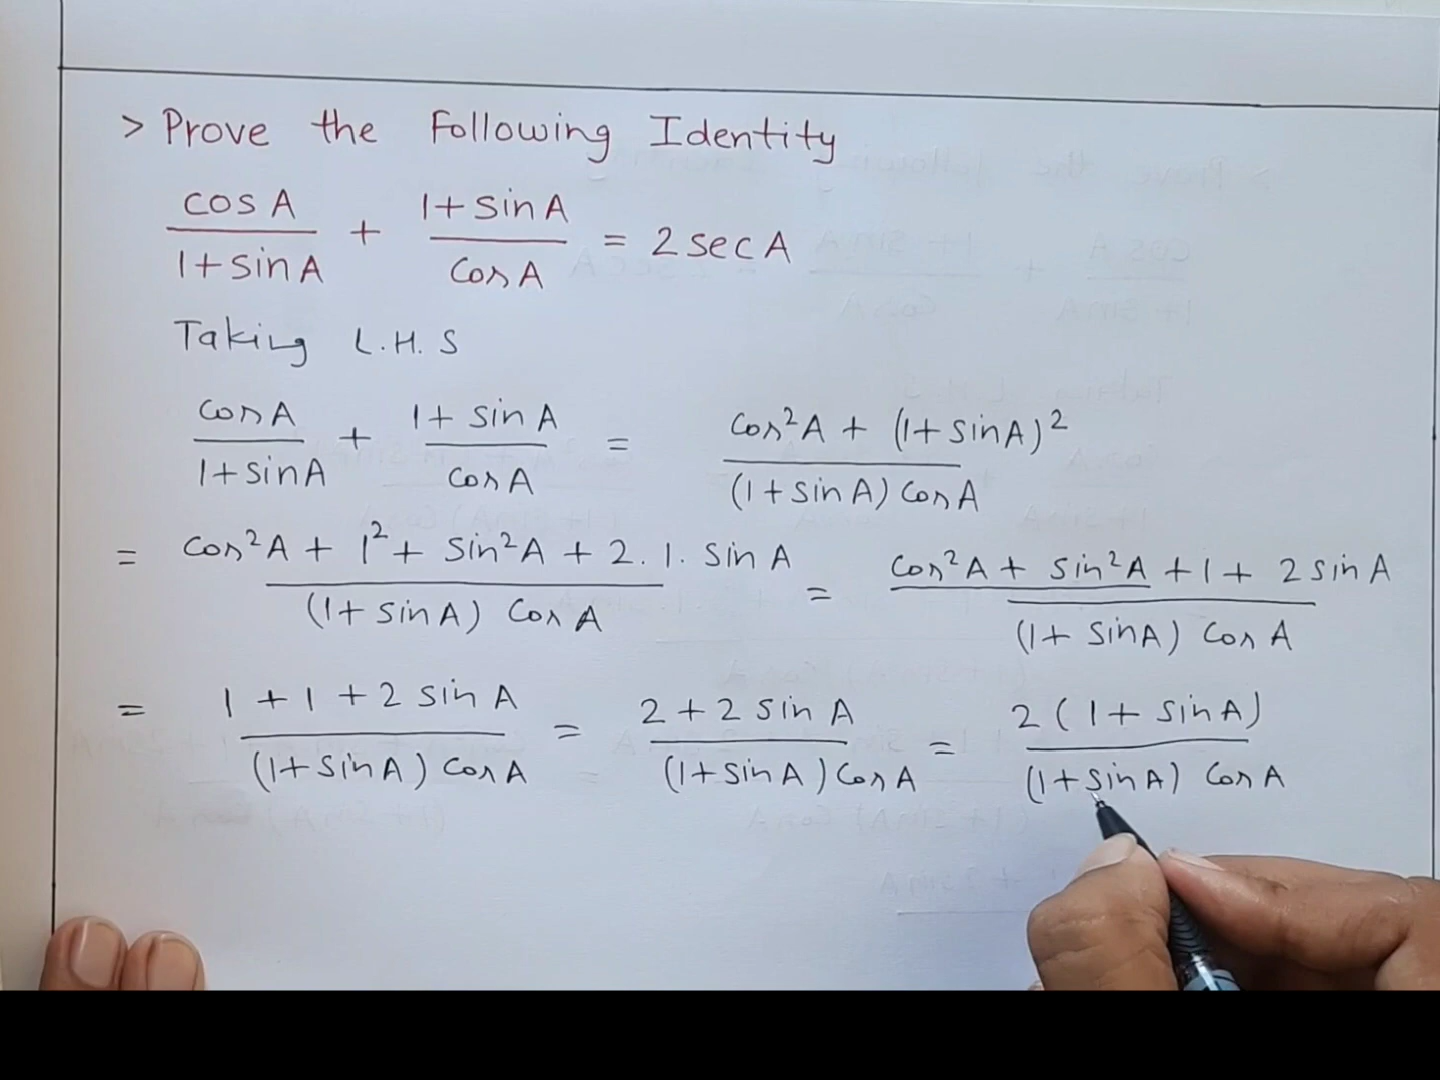 > Prove the Following Identity
cos A / 1+sin A + 1+sin A / cos A = 2 sec A
Taking L.H.S
cos A / 1+sin A + 1+sin A / cos A = cos²A + (1+sin A)² / (1+sin A) cos A
= cos²A + 1² + sin²A + 2.1.sin A / (1+sin A) cos A = cos²A + sin²A + 1 + 2 sin A / (1+sin A) cos A
= 1+1+2 sin A / (1+sin A) cos A = 2+2 sin A / (1+sin A) cos A = 2(1+sin A) / (1+sin A) cos A